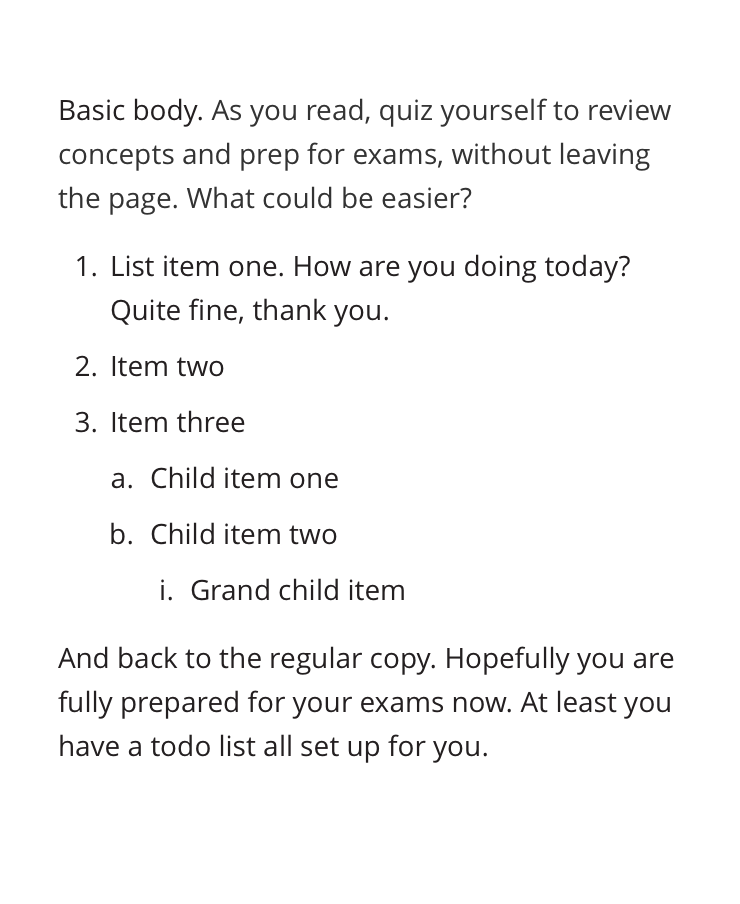 Basic body. As you read, quiz yourself to review
concepts and prep for exams, without leaving
the page. What could be easier?
1. List item one. How are you doing today?
Quite fine, thank you.
2. Item two
3. Item three
a. Child item one
b. Child item two
i. Grand child item
And back to the regular copy. Hopefully you are
fully prepared for your exams now. At least you
have a todo list all set up for you.